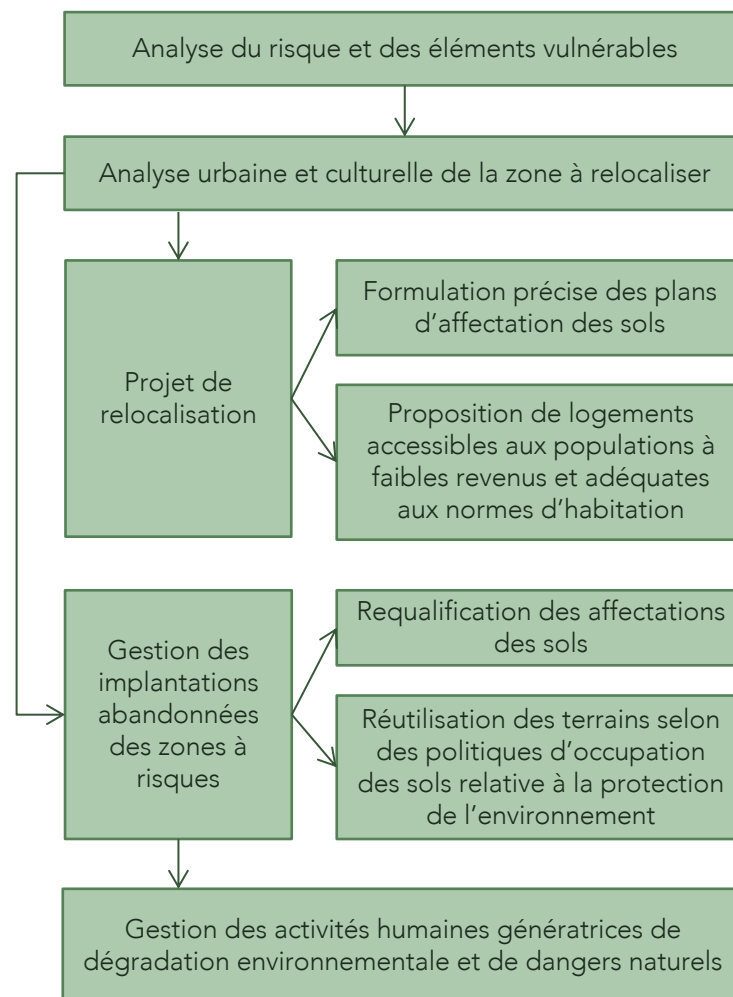 Analyse du risque et des éléments vulnérables
Analyse urbaine et culturelle de la zone à relocaliser
Projet de
relocalisation
Formulation précise des plans
d’affectation des sols
Proposition de logements
accessibles aux populations à
faibles revenus et adéquates
aux normes d’habitation
Gestion des
implantations
abandonnées
des zones à
risques
Requalification des affectations
des sols
Réutilisation des terrains selon
des politiques d’occupation
des sols relative à la protection
de l’environnement
Gestion des activités humaines génératrices de
dégradation environnementale et de dangers naturels